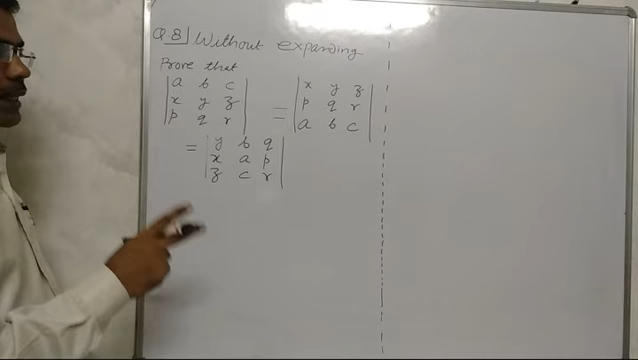 Q.8] Without expanding
Prove that
| a b c | | x y z |
| x y z | = | p q r |
| p q r | | a b c |
= | y b q |
| x a p |
| z c r |